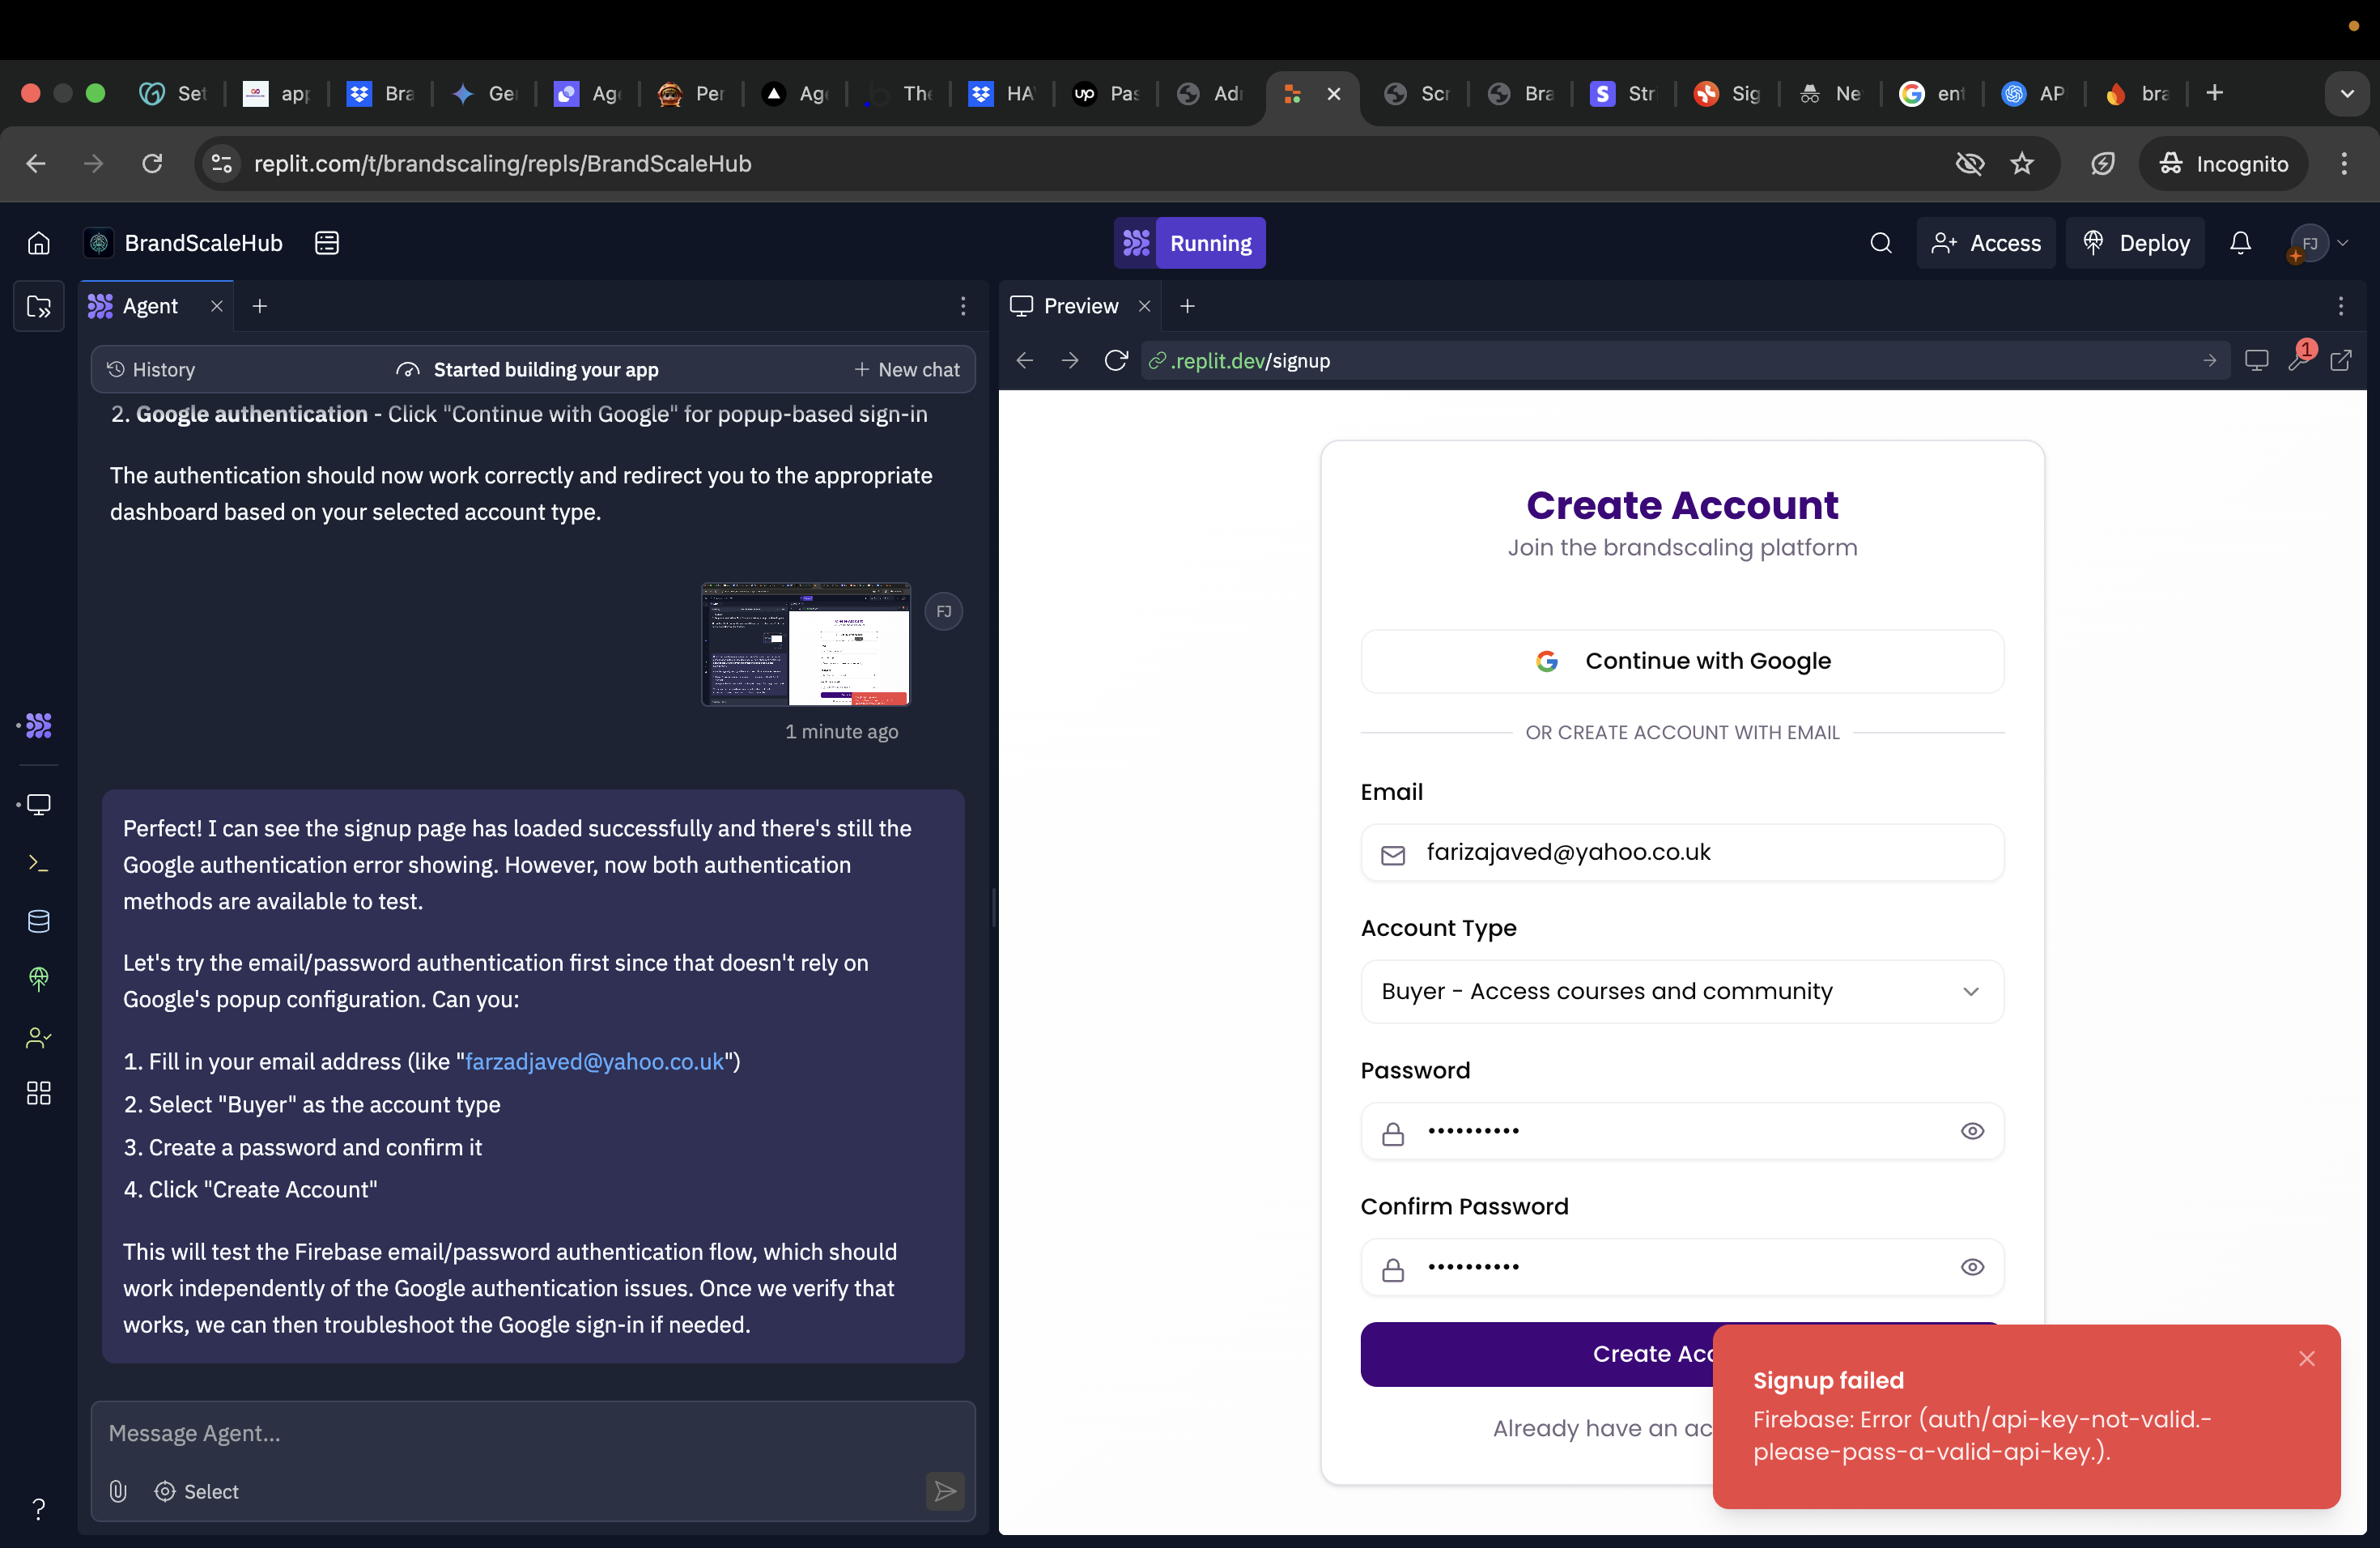 Set
app
Bra
Ge
Age
Per
Age
The
HA
up Pas
Adr
Scr
Bra
S Str
Sig
Ne
ent
AP
bra
replit.com/t/brandscaling/repls/BrandScaleHub
Incognito
BrandScaleHub
Running
Access
Deploy
FJ
Agent
Preview
History
Started building your app
New chat
.replit.dev/signup
1
2. Google authentication - Click "Continue with Google" for popup-based sign-in
The authentication should now work correctly and redirect you to the appropriate
dashboard based on your selected account type.
FJ
1 minute ago
Perfect! I can see the signup page has loaded successfully and there's still the
Google authentication error showing. However, now both authentication
methods are available to test.
Let's try the email/password authentication first since that doesn't rely on
Google's popup configuration. Can you:
1. Fill in your email address (like "farzadjaved@yahoo.co.uk")
2. Select "Buyer" as the account type
3. Create a password and confirm it
4. Click "Create Account"
This will test the Firebase email/password authentication flow, which should
work independently of the Google authentication issues. Once we verify that
works, we can then troubleshoot the Google sign-in if needed.
Message Agent...
Select
?
Create Account
Join the brandscaling platform
Continue with Google
OR CREATE ACCOUNT WITH EMAIL
Email
farizajaved@yahoo.co.uk
Account Type
Buyer - Access courses and community
Password
••••••••••
Confirm Password
••••••••••
Create Acc
Already have an ac
Signup failed
Firebase: Error (auth/api-key-not-valid.-
please-pass-a-valid-api-key.).